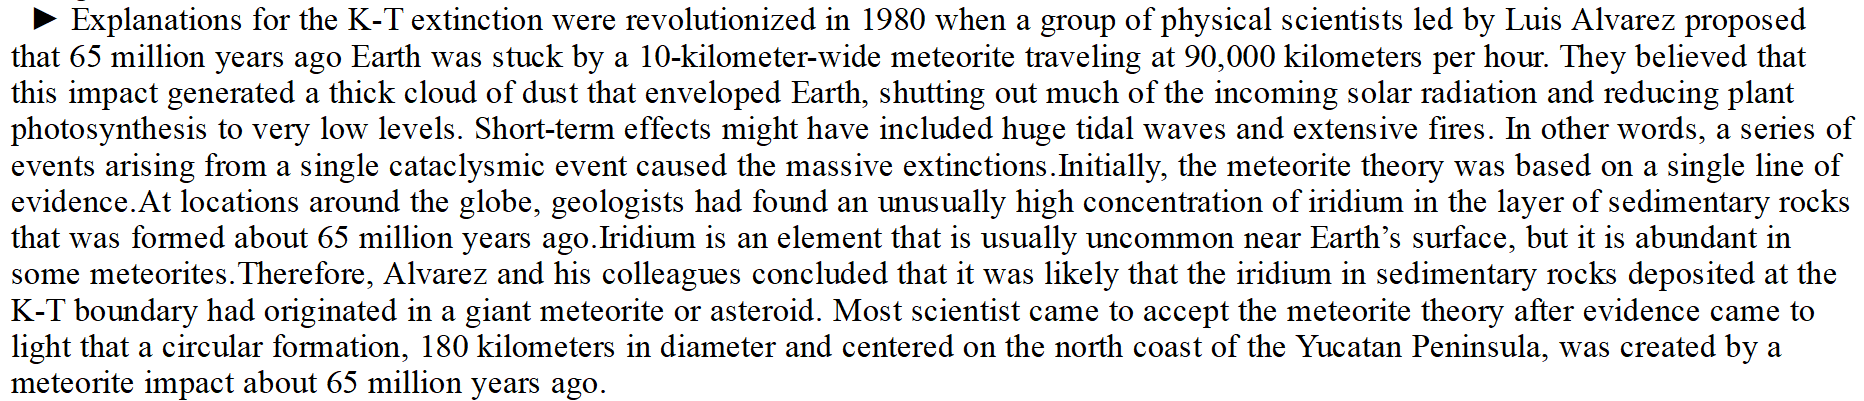 ► Explanations for the K-T extinction were revolutionized in 1980 when a group of physical scientists led by Luis Alvarez proposed
that 65 million years ago Earth was stuck by a 10-kilometer-wide meteorite traveling at 90,000 kilometers per hour. They believed that
this impact generated a thick cloud of dust that enveloped Earth, shutting out much of the incoming solar radiation and reducing plant
photosynthesis to very low levels. Short-term effects might have included huge tidal waves and extensive fires. In other words, a series of
events arising from a single cataclysmic event caused the massive extinctions.Initially, the meteorite theory was based on a single line of
evidence.At locations around the globe, geologists had found an unusually high concentration of iridium in the layer of sedimentary rocks
that was formed about 65 million years ago.Iridium is an element that is usually uncommon near Earth’s surface, but it is abundant in
some meteorites.Therefore, Alvarez and his colleagues concluded that it was likely that the iridium in sedimentary rocks deposited at the
K-T boundary had originated in a giant meteorite or asteroid. Most scientist came to accept the meteorite theory after evidence came to
light that a circular formation, 180 kilometers in diameter and centered on the north coast of the Yucatan Peninsula, was created by a
meteorite impact about 65 million years ago.